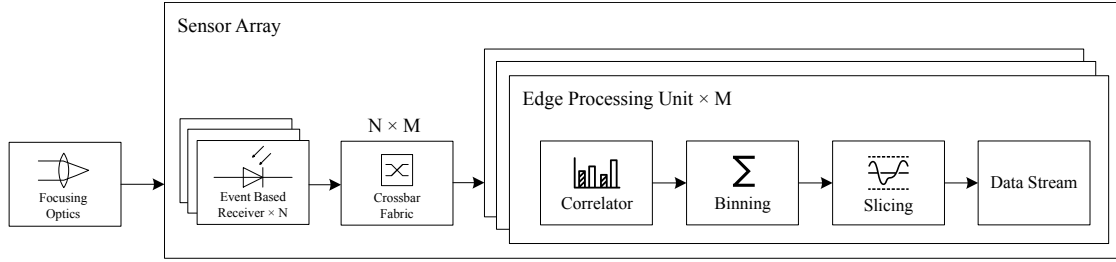 Sensor Array
Edge Processing Unit × M
N × M
Focusing
Optics
Event Based
Receiver × N
Crossbar
Fabric
Correlator
Σ
Binning
Slicing
Data Stream